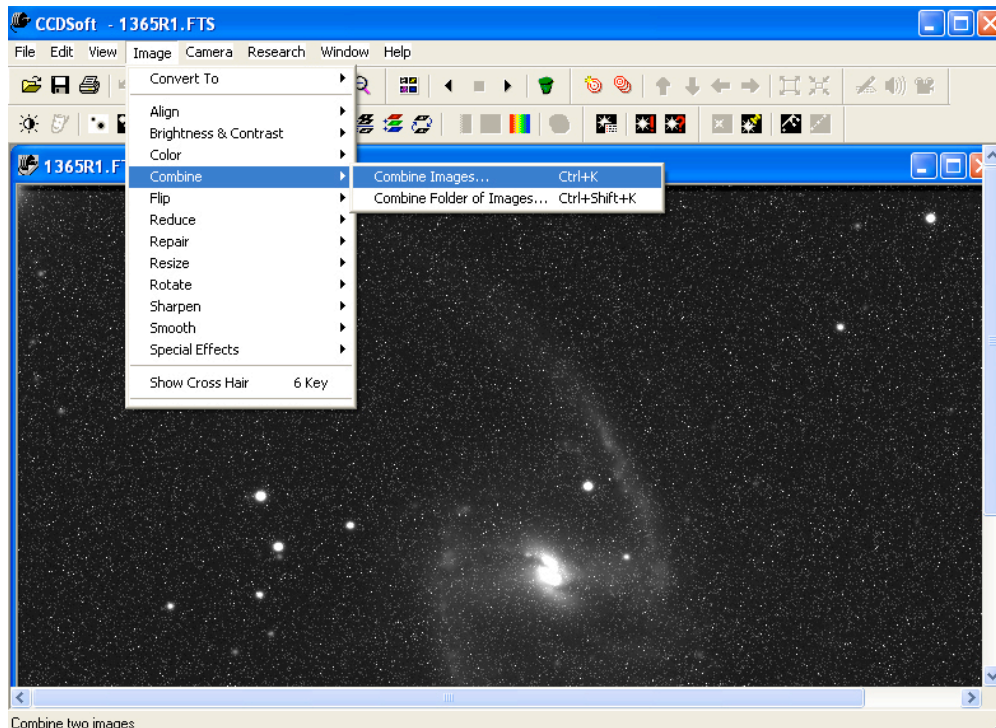 CCDSoft - 1365R1.FTS
File Edit View Image Camera Research Window Help
Convert To
Align
Brightness & Contrast
Color
Combine
Combine Images... Ctrl+K
Combine Folder of Images... Ctrl+Shift+K
Flip
Reduce
Repair
Resize
Rotate
Sharpen
Smooth
Special Effects
Show Cross Hair 6 Key
1365R1.F
Combine two images